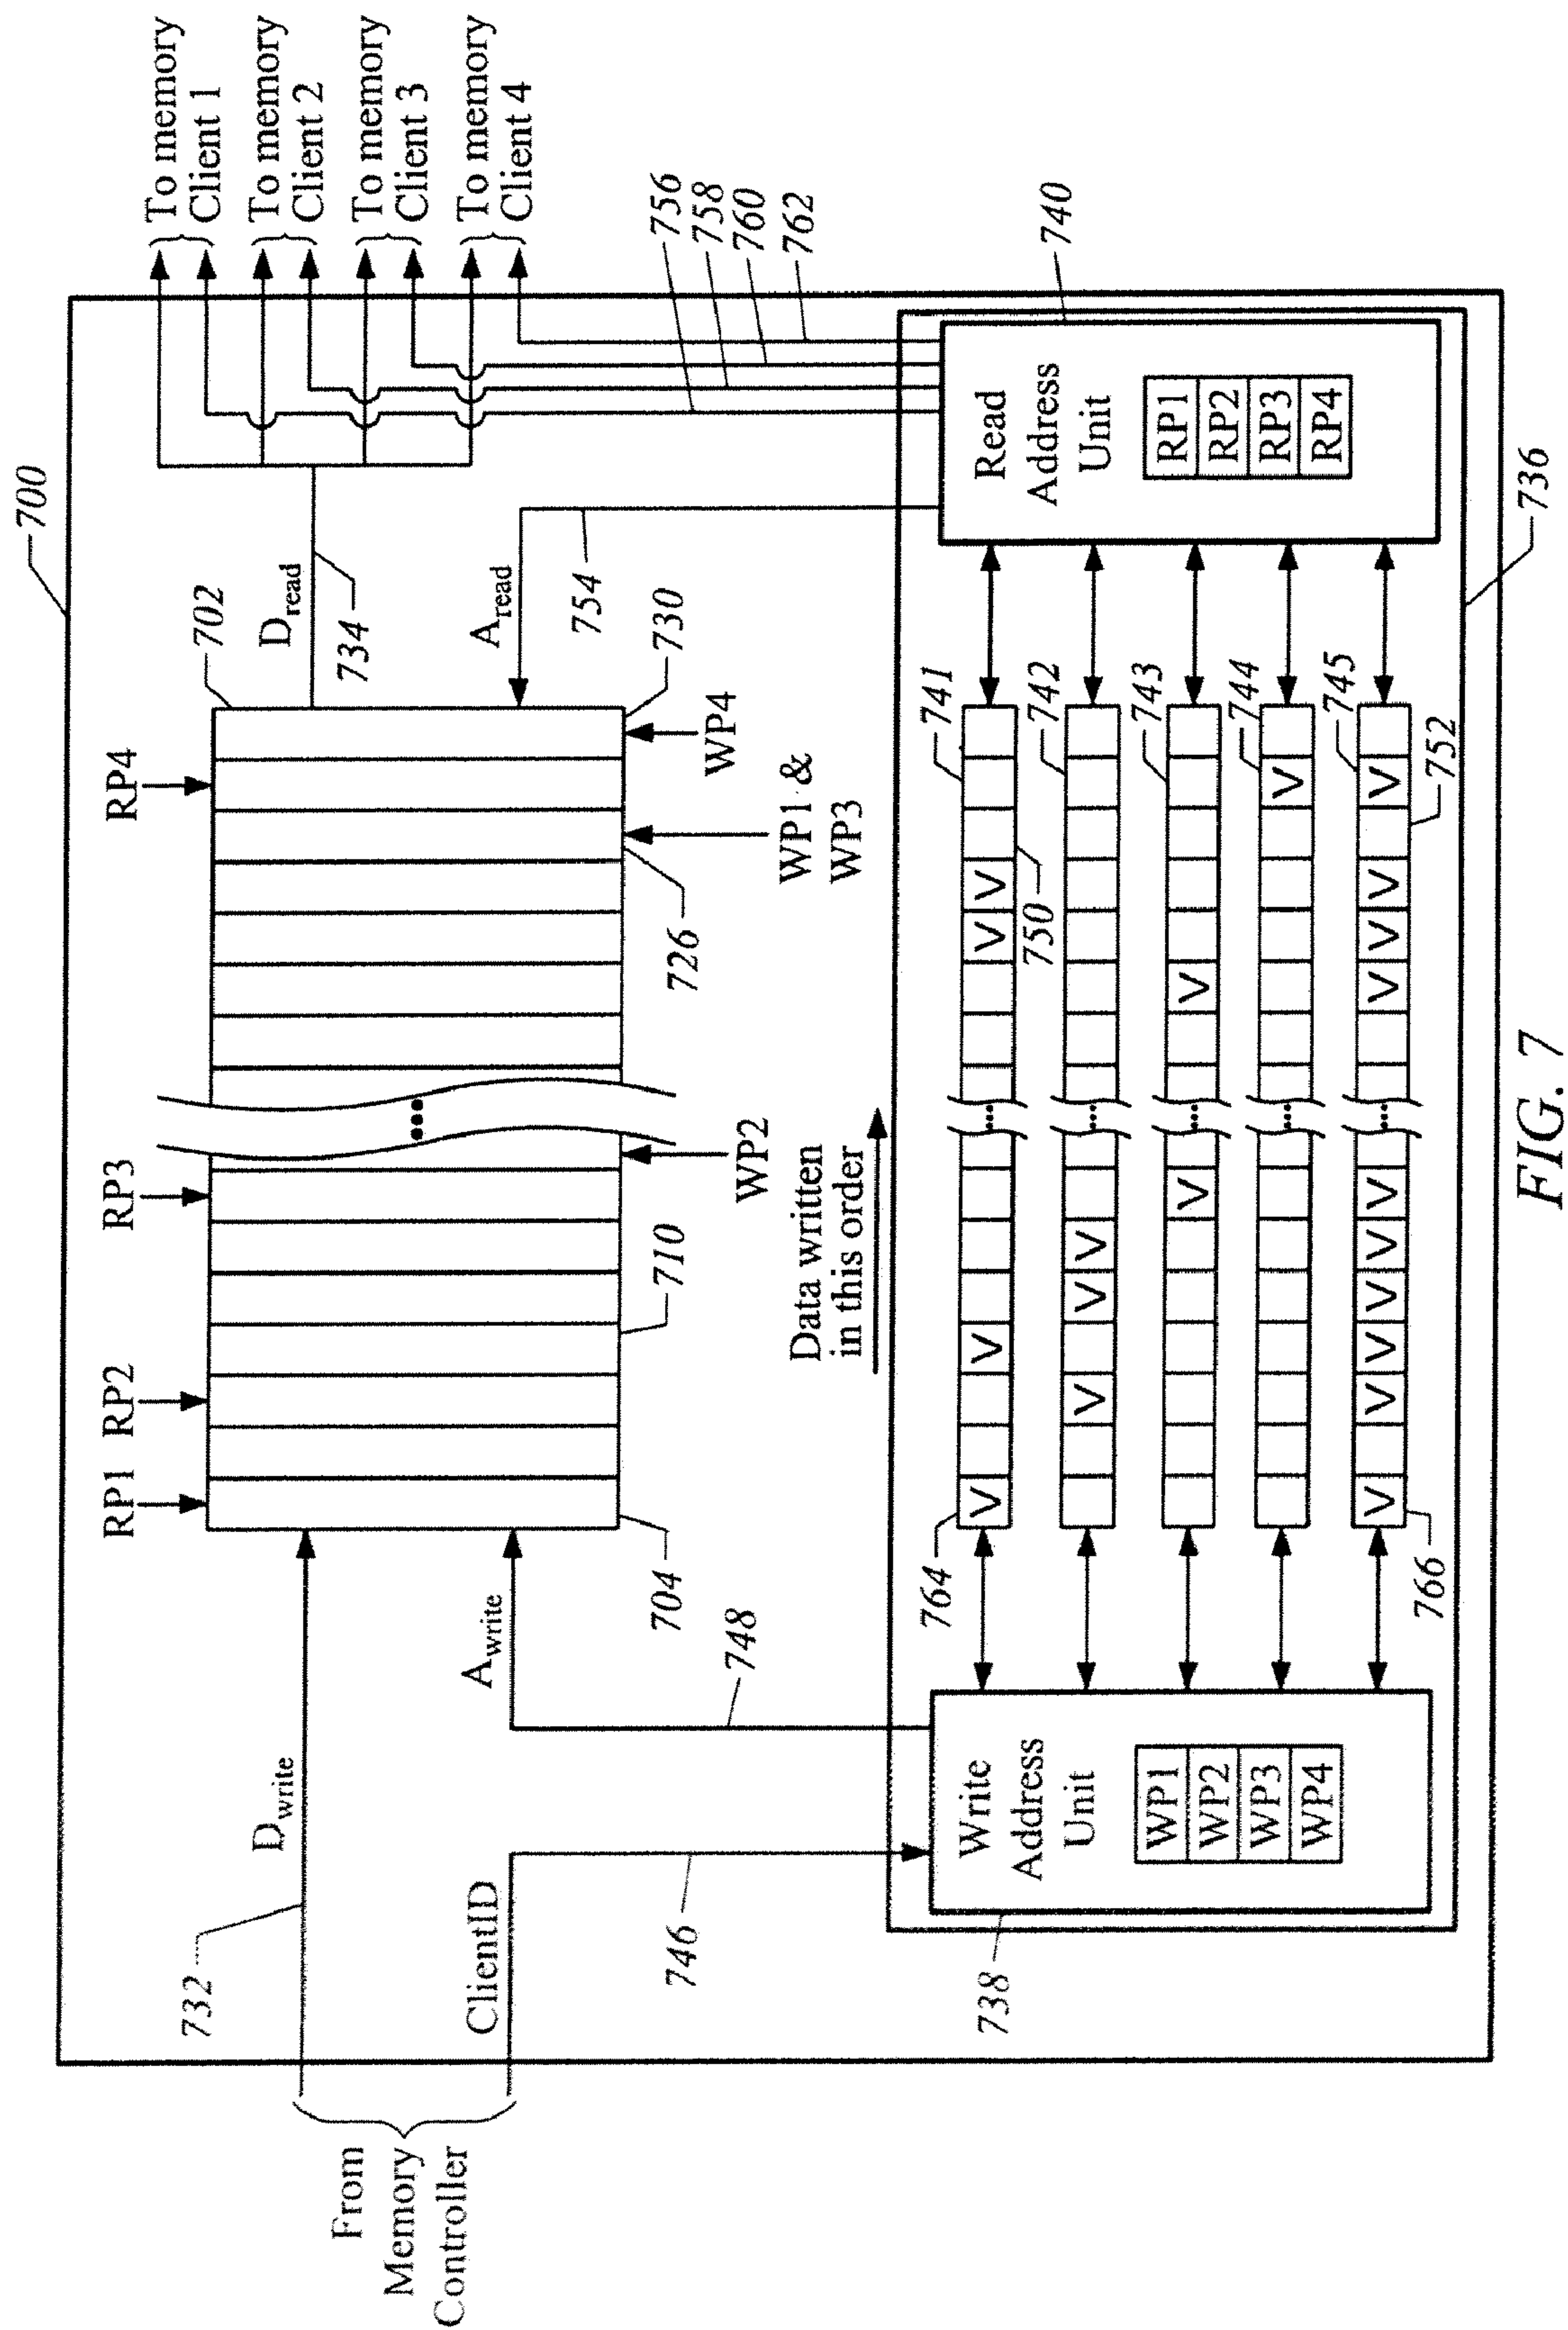 700
To memory
Client 1
To memory
Client 2
To memory
Client 3
To memory
Client 4
RP1
RP2
RP3
RP4
702
From
Memory
Controller
732
Dwrite
Dread
734
ClientID
Awrite
Aread
754
704
710
726
730
WP2
WP1 &
WP3
WP4
746
748
756
758
760
762
Data written
in this order
738
740
Write
Address
Unit
WP1
WP2
WP3
WP4
764
V
V
V
V
741
750
V
V
V
742
V
V
743
V
744
V
V
V
V
V
V
V
V
V
V
745
766
752
Read
Address
Unit
RP1
RP2
RP3
RP4
736
FIG. 7